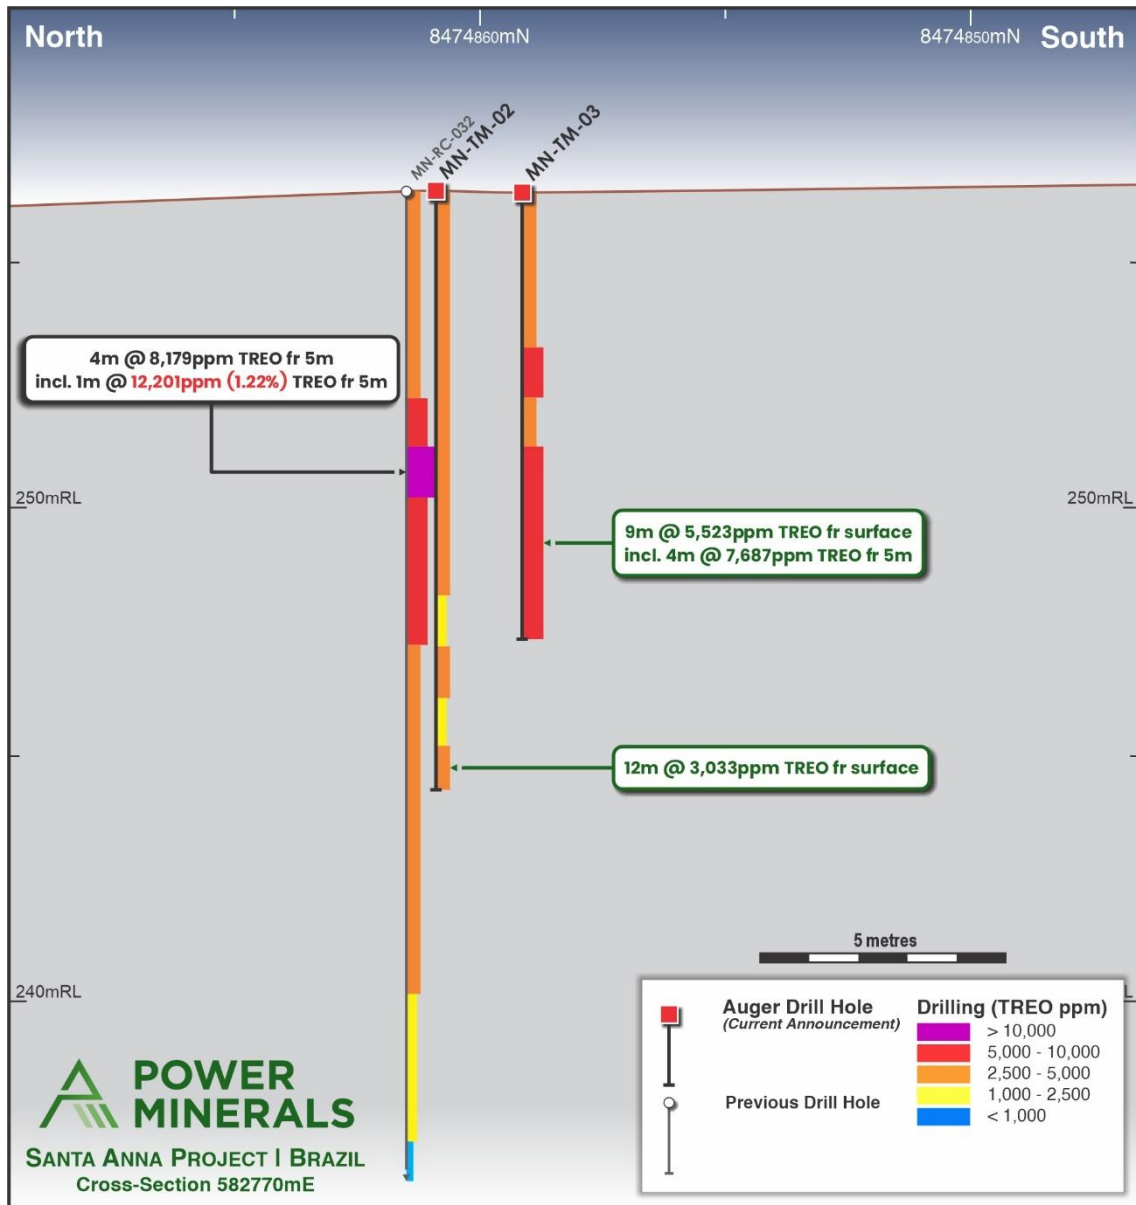 North
8474860mN
8474850mN
South
MN-RC-032
MN-TM-02
MN-TM-03
4m @ 8,179ppm TREO fr 5m
incl. 1m @ 12,201ppm (1.22%) TREO fr 5m
250mRL
250mRL
9m @ 5,523ppm TREO fr surface
incl. 4m @ 7,687ppm TREO fr 5m
12m @ 3,033ppm TREO fr surface
5 metres
240mRL
Auger Drill Hole
(Current Announcement)
Previous Drill Hole
Drilling (TREO ppm)
> 10,000
5,000 - 10,000
2,500 - 5,000
1,000 - 2,500
< 1,000
POWER
MINERALS
SANTA ANNA PROJECT | BRAZIL
Cross-Section 582770mE